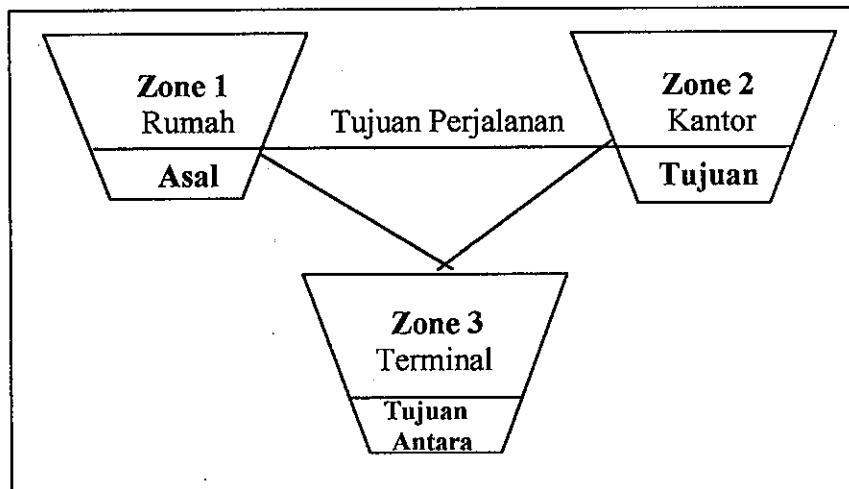 Zone 1
Rumah
Asal
Tujuan Perjalanan
Zone 2
Kantor
Tujuan
Zone 3
Terminal
Tujuan
Antara